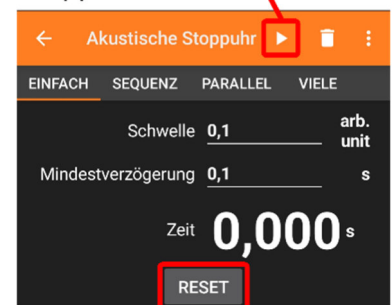 Akustische Stoppuhr
EINFACH SEQUENZ PARALLEL VIELE
Schwelle 0,1 arb. unit
Mindestverzögerung 0,1 s
Zeit 0,000 s
RESET